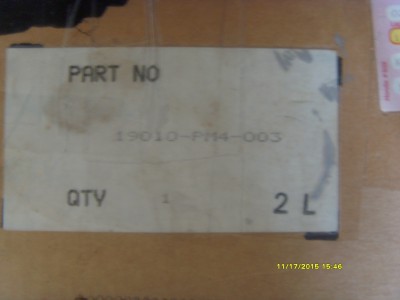 PART NO
19010-PM4-003
QTY 1 2 L
11/17/2015 15:46